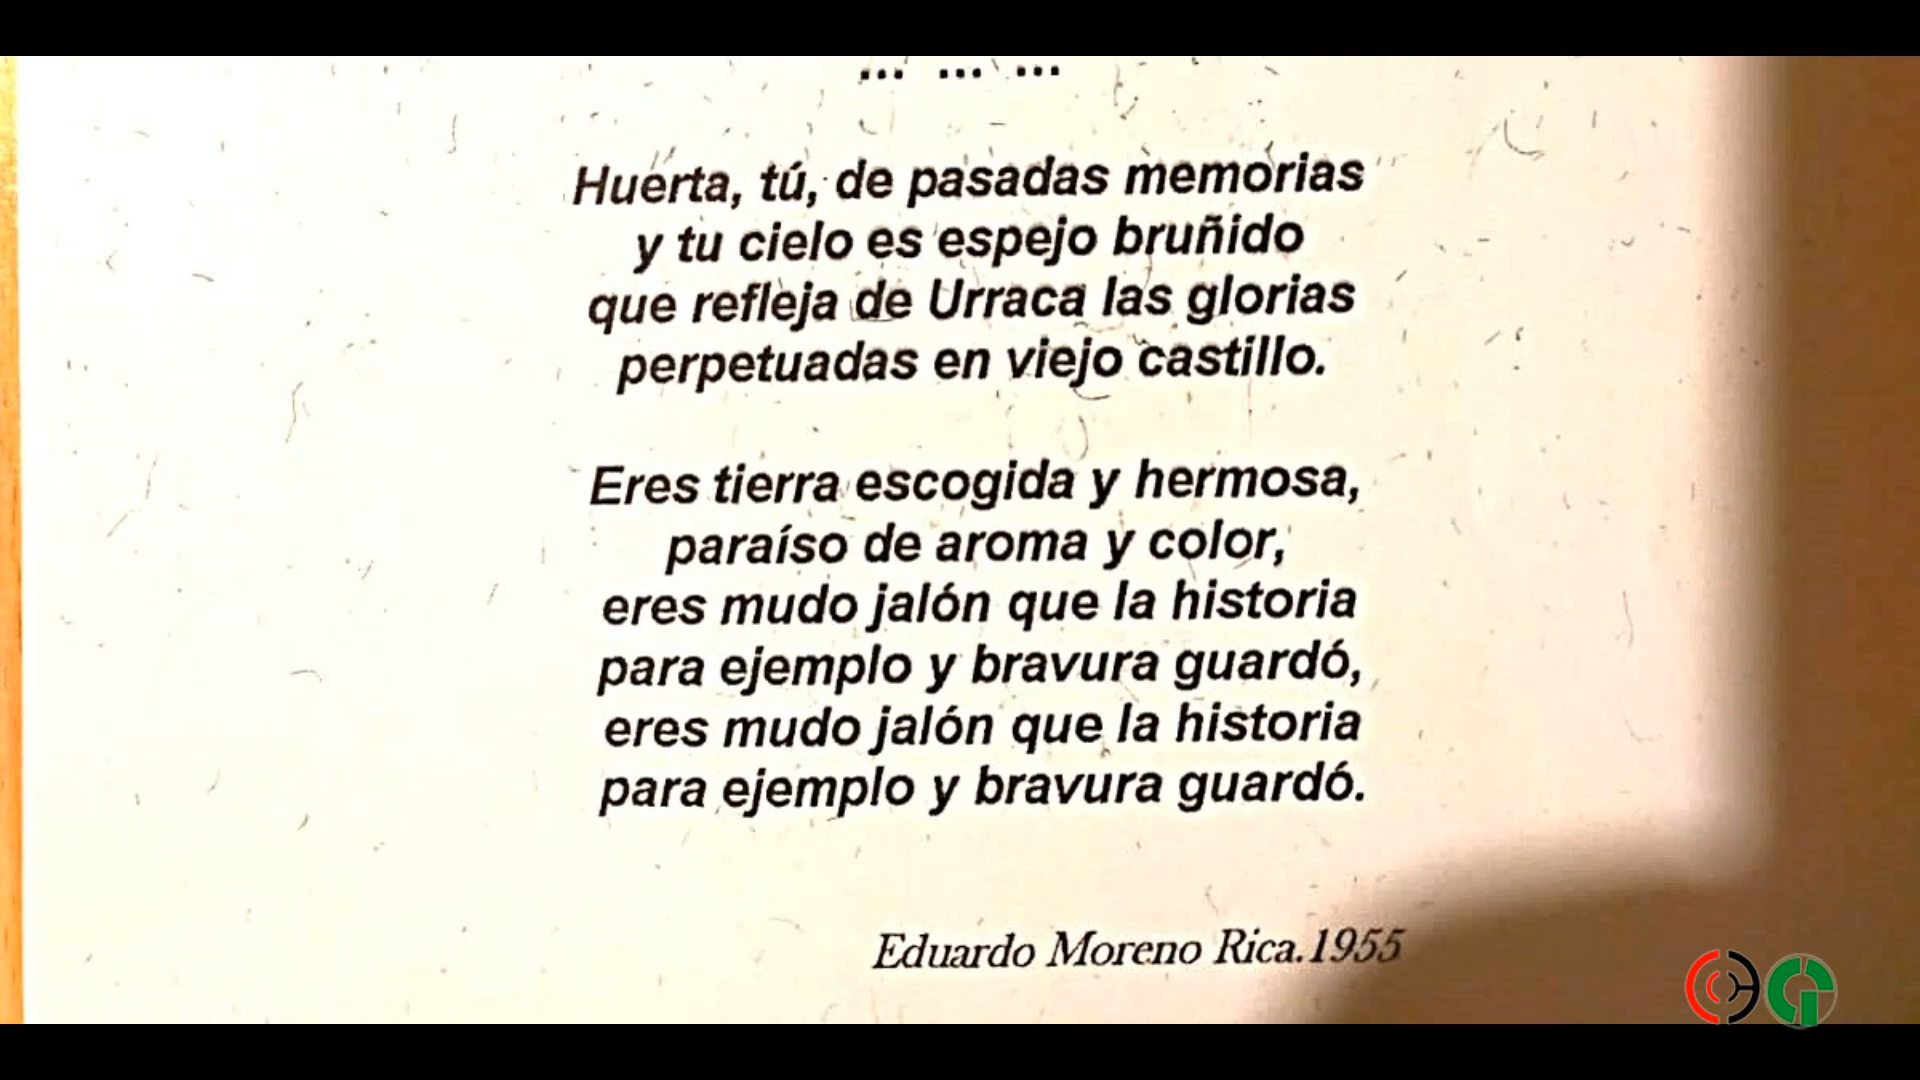 ... ... ...
Huerta, tú, de pasadas memorias
y tu cielo es espejo bruñido
que refleja de Urraca las glorias
perpetuadas en viejo castillo.
Eres tierra escogida y hermosa,
paraíso de aroma y color,
eres mudo jalón que la historia
para ejemplo y bravura guardó,
eres mudo jalón que la historia
para ejemplo y bravura guardó.
Eduardo Moreno Rica.1955